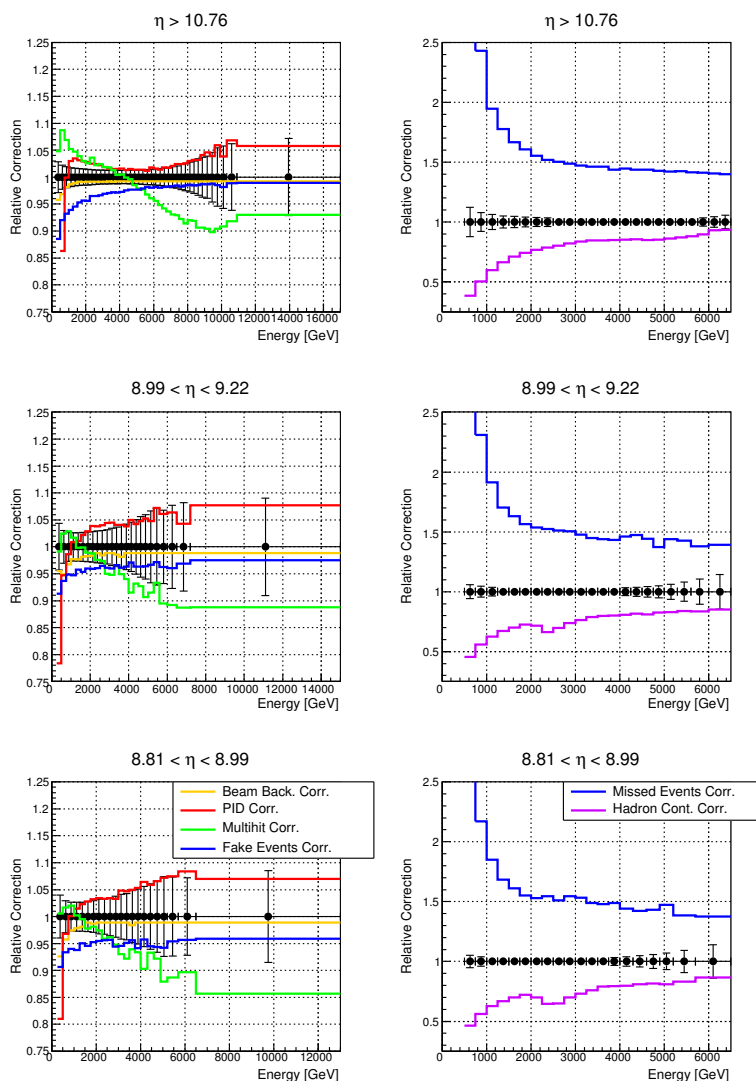 η > 10.76
Relative Correction
1.25
1.2
1.15
1.1
1.05
1
0.95
0.9
0.85
0.8
0.75
2000 4000 6000 8000 10000 12000 14000 16000
Energy [GeV]
η > 10.76
Relative Correction
2.5
2
1.5
1
0.5
1000 2000 3000 4000 5000 6000
Energy [GeV]
8.99 < η < 9.22
Relative Correction
1.25
1.2
1.15
1.1
1.05
1
0.95
0.9
0.85
0.8
0.75
0 2000 4000 6000 8000 10000 12000 14000
Energy [GeV]
8.99 < η < 9.22
Relative Correction
2.5
2
1.5
1
0.5
1000 2000 3000 4000 5000 6000
Energy [GeV]
8.81 < η < 8.99
Relative Correction
1.25
1.2
1.15
1.1
1.05
1
0.95
0.9
0.85
0.8
0.75
0 2000 4000 6000 8000 10000 12000
Energy [GeV]
Beam Back. Corr.
PID Corr.
Multihit Corr.
Fake Events Corr.
8.81 < η < 8.99
Relative Correction
2.5
2
1.5
1
0.5
1000 2000 3000 4000 5000 6000
Energy [GeV]
Missed Events Corr.
Hadron Cont. Corr.